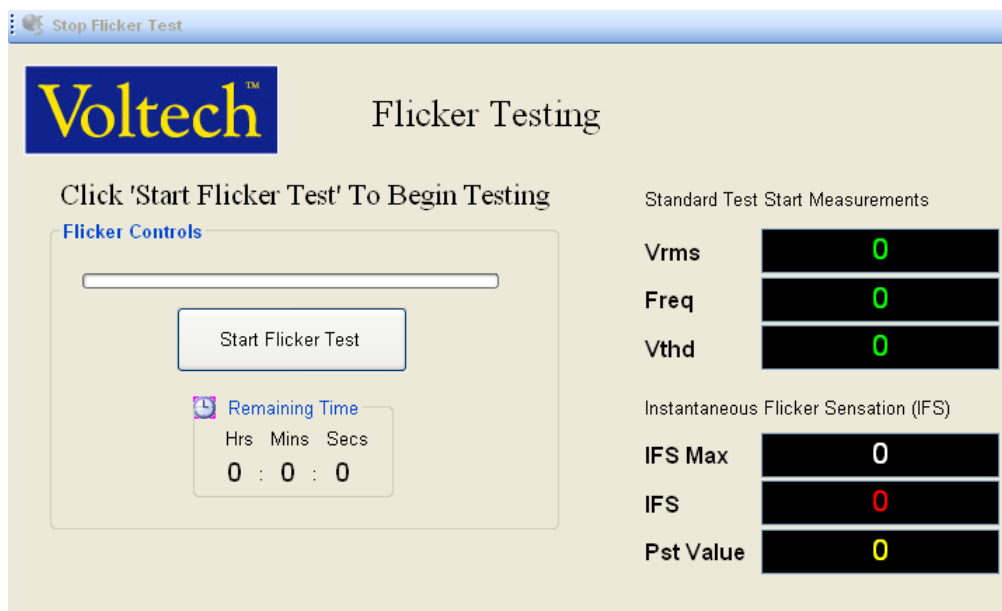 Stop Flicker Test
Voltech™
Flicker Testing
Click 'Start Flicker Test' To Begin Testing
Flicker Controls
Start Flicker Test
Remaining Time
Hrs Mins Secs
0 : 0 : 0
Standard Test Start Measurements
Vrms 0
Freq 0
Vthd 0
Instantaneous Flicker Sensation (IFS)
IFS Max 0
IFS 0
Pst Value 0